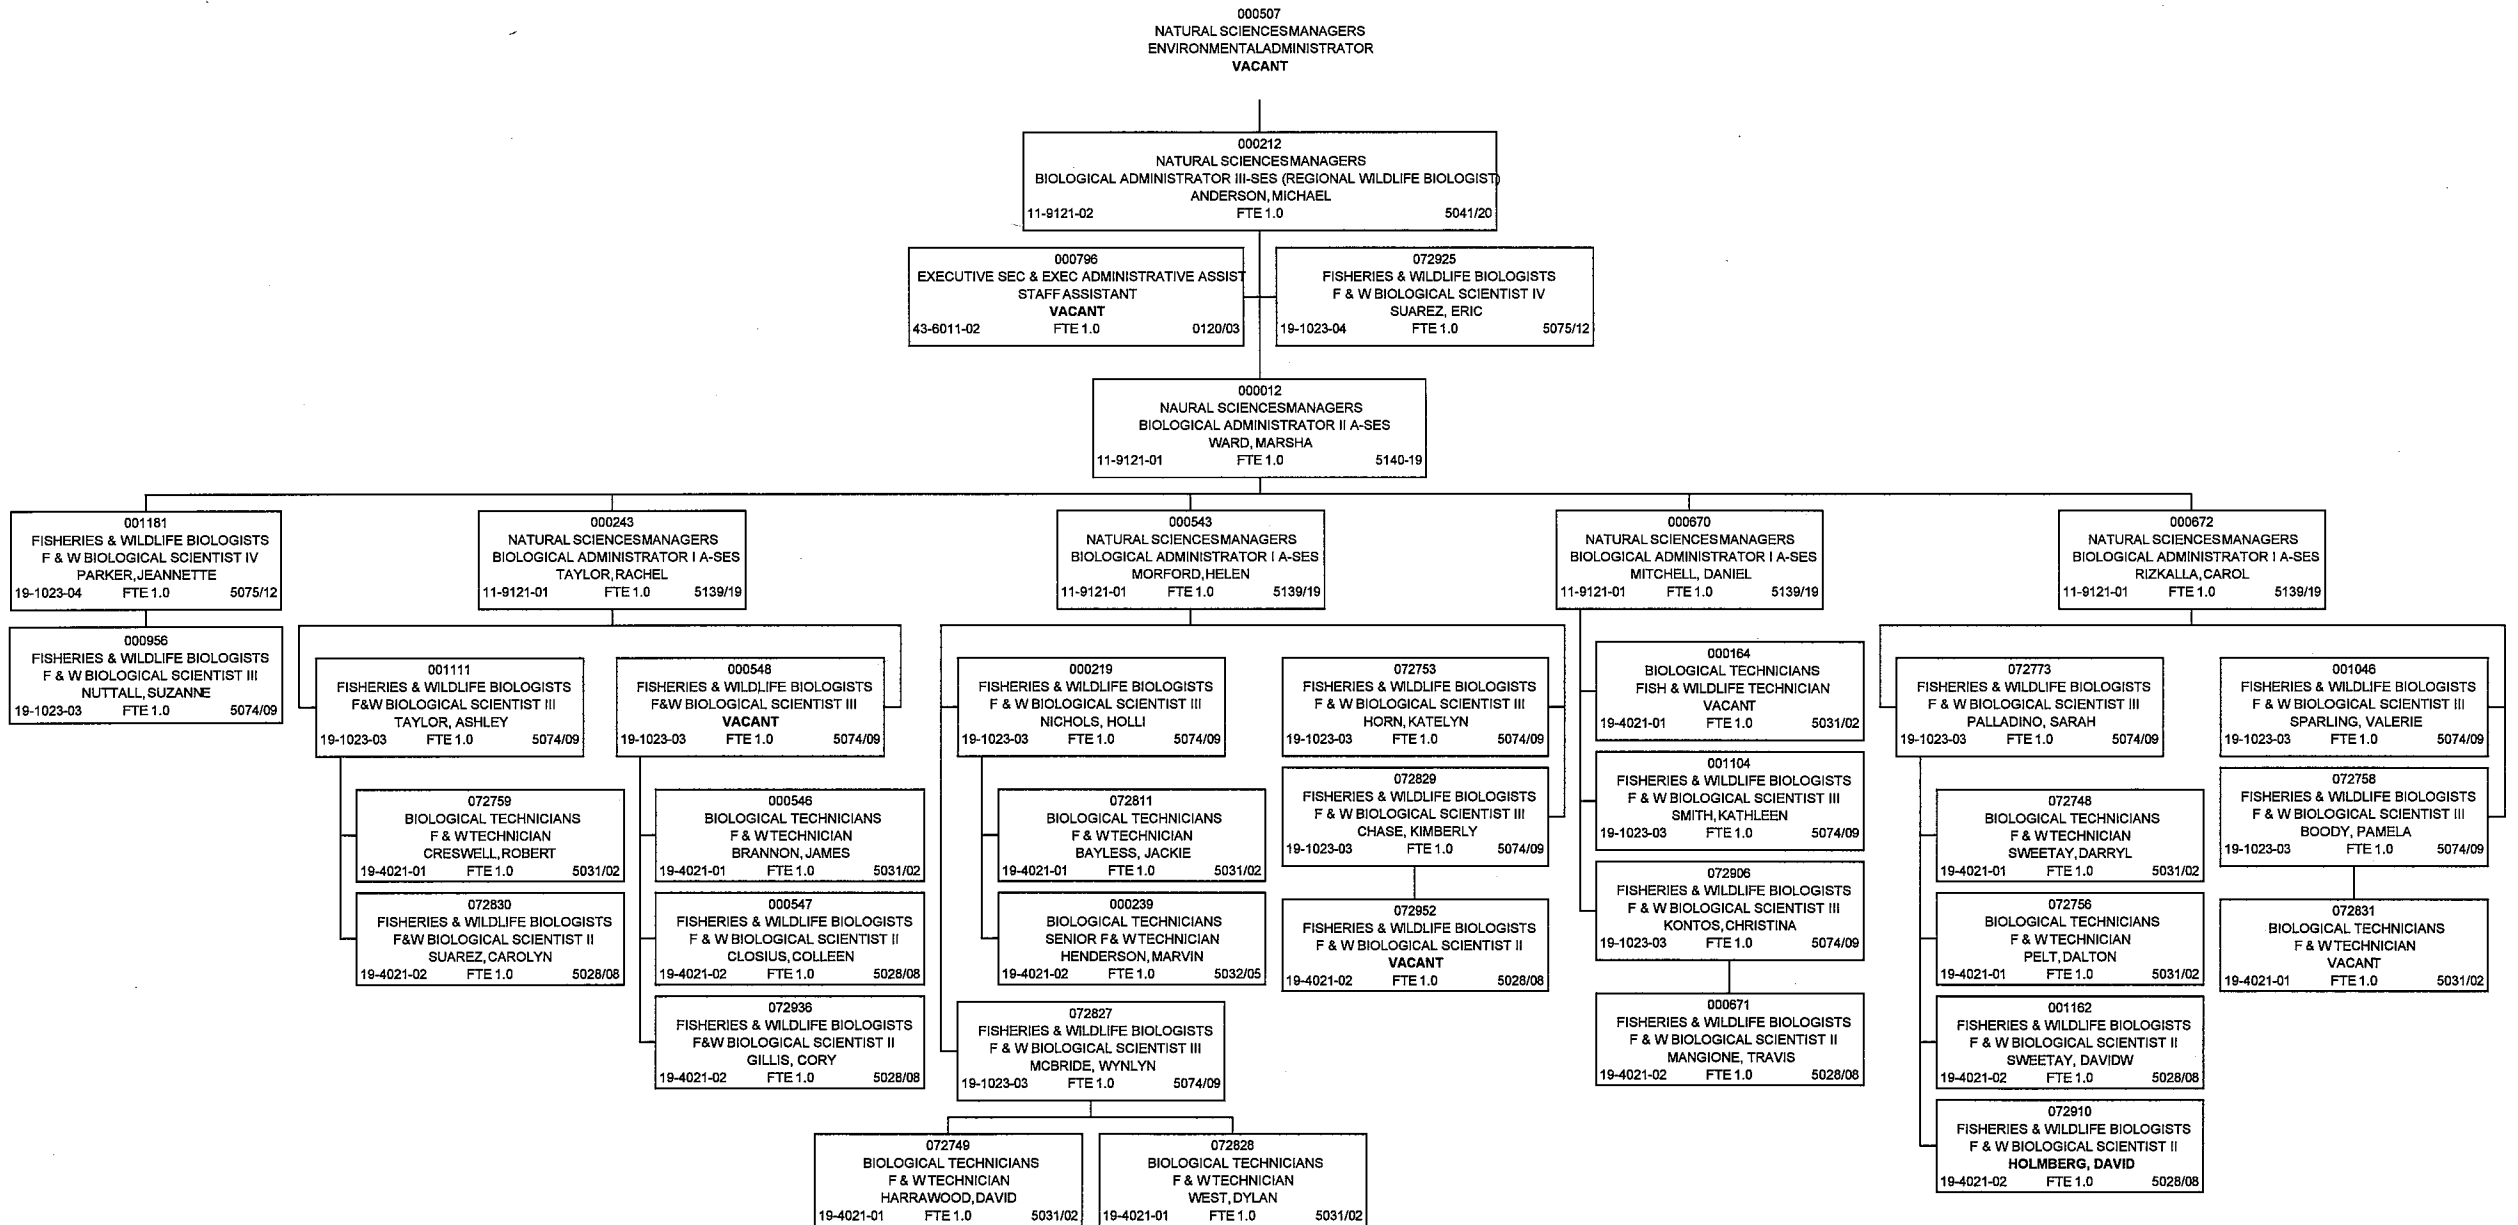 000507
NATURAL SCIENCESMANAGERS
ENVIRONMENTALADMINISTRATOR
VACANT
000212
NATURAL SCIENCESMANAGERS
BIOLOGICAL ADMINISTRATOR III-SES (REGIONAL WILDLIFE BIOLOGIST)
ANDERSON, MICHAEL
11-9121-02 FTE 1.0 5041/20
000796
EXECUTIVE SEC & EXEC ADMINISTRATIVE ASSIST
STAFF ASSISTANT
VACANT
43-6011-02 FTE 1.0 0120/03
072925
FISHERIES & WILDLIFE BIOLOGISTS
F & W BIOLOGICAL SCIENTIST IV
SUAREZ, ERIC
19-1023-04 FTE 1.0 5075/12
000012
NAURAL SCIENCESMANAGERS
BIOLOGICAL ADMINISTRATOR II A-SES
WARD, MARSHA
11-9121-01 FTE 1.0 5140-19
001181
FISHERIES & WILDLIFE BIOLOGISTS
F & W BIOLOGICAL SCIENTIST IV
PARKER, JEANNETTE
19-1023-04 FTE 1.0 5075/12
000956
FISHERIES & WILDLIFE BIOLOGISTS
F & W BIOLOGICAL SCIENTIST III
NUTTALL, SUZANNE
19-1023-03 FTE 1.0 5074/09
000243
NATURAL SCIENCESMANAGERS
BIOLOGICAL ADMINISTRATOR I A-SES
TAYLOR, RACHEL
11-9121-01 FTE 1.0 5139/19
001111
FISHERIES & WILDLIFE BIOLOGISTS
F&W BIOLOGICAL SCIENTIST III
TAYLOR, ASHLEY
19-1023-03 FTE 1.0 5074/09
072759
BIOLOGICAL TECHNICIANS
F & W TECHNICIAN
CRESWELL, ROBERT
19-4021-01 FTE 1.0 5031/02
072830
FISHERIES & WILDLIFE BIOLOGISTS
F&W BIOLOGICAL SCIENTIST II
SUAREZ, CAROLYN
19-4021-02 FTE 1.0 5028/08
000548
FISHERIES & WILDLIFE BIOLOGISTS
F&W BIOLOGICAL SCIENTIST III
VACANT
19-1023-03 FTE 1.0 5074/09
000546
BIOLOGICAL TECHNICIANS
F & W TECHNICIAN
BRANNON, JAMES
19-4021-01 FTE 1.0 5031/02
000547
FISHERIES & WILDLIFE BIOLOGISTS
F & W BIOLOGICAL SCIENTIST II
CLOSIUS, COLLEEN
19-4021-02 FTE 1.0 5028/08
072936
FISHERIES & WILDLIFE BIOLOGISTS
F&W BIOLOGICAL SCIENTIST II
GILLIS, CORY
19-4021-02 FTE 1.0 5028/08
000543
NATURAL SCIENCESMANAGERS
BIOLOGICAL ADMINISTRATOR I A-SES
MORFORD, HELEN
11-9121-01 FTE 1.0 5139/19
000219
FISHERIES & WILDLIFE BIOLOGISTS
F & W BIOLOGICAL SCIENTIST III
NICHOLS, HOLLI
19-1023-03 FTE 1.0 5074/09
072811
BIOLOGICAL TECHNICIANS
F & W TECHNICIAN
BAYLESS, JACKIE
19-4021-01 FTE 1.0 5031/02
000239
BIOLOGICAL TECHNICIANS
SENIOR F & W TECHNICIAN
HENDERSON, MARVIN
19-4021-02 FTE 1.0 5032/05
072827
FISHERIES & WILDLIFE BIOLOGISTS
F & W BIOLOGICAL SCIENTIST III
MCBRIDE, WYNLYN
19-1023-03 FTE 1.0 5074/09
072749
BIOLOGICAL TECHNICIANS
F & W TECHNICIAN
HARRAWOOD, DAVID
19-4021-01 FTE 1.0 5031/02
072828
BIOLOGICAL TECHNICIANS
F & W TECHNICIAN
WEST, DYLAN
19-4021-01 FTE 1.0 5031/02
072753
FISHERIES & WILDLIFE BIOLOGISTS
F & W BIOLOGICAL SCIENTIST III
HORN, KATELYN
19-1023-03 FTE 1.0 5074/09
072829
FISHERIES & WILDLIFE BIOLOGISTS
F & W BIOLOGICAL SCIENTIST III
CHASE, KIMBERLY
19-1023-03 FTE 1.0 5074/09
072952
FISHERIES & WILDLIFE BIOLOGISTS
F & W BIOLOGICAL SCIENTIST II
VACANT
19-4021-02 FTE 1.0 5028/08
000670
NATURAL SCIENCESMANAGERS
BIOLOGICAL ADMINISTRATOR I A-SES
MITCHELL, DANIEL
11-9121-01 FTE 1.0 5139/19
000164
BIOLOGICAL TECHNICIANS
FISH & WILDLIFE TECHNICIAN
VACANT
19-4021-01 FTE 1.0 5031/02
001104
FISHERIES & WILDLIFE BIOLOGISTS
F & W BIOLOGICAL SCIENTIST III
SMITH, KATHLEEN
19-1023-03 FTE 1.0 5074/09
072906
FISHERIES & WILDLIFE BIOLOGISTS
F & W BIOLOGICAL SCIENTIST III
KONTOS, CHRISTINA
19-1023-03 FTE 1.0 5074/09
000671
FISHERIES & WILDLIFE BIOLOGISTS
F & W BIOLOGICAL SCIENTIST II
MANGIONE, TRAVIS
19-4021-02 FTE 1.0 5028/08
000672
NATURAL SCIENCESMANAGERS
BIOLOGICAL ADMINISTRATOR I A-SES
RIZKALLA, CAROL
11-9121-01 FTE 1.0 5139/19
072773
FISHERIES & WILDLIFE BIOLOGISTS
F & W BIOLOGICAL SCIENTIST III
PALLADINO, SARAH
19-1023-03 FTE 1.0 5074/09
072748
BIOLOGICAL TECHNICIANS
F & W TECHNICIAN
SWEETAY, DARRYL
19-4021-01 FTE 1.0 5031/02
072756
BIOLOGICAL TECHNICIANS
F & W TECHNICIAN
PELT, DALTON
19-4021-01 FTE 1.0 5031/02
001162
FISHERIES & WILDLIFE BIOLOGISTS
F & W BIOLOGICAL SCIENTIST II
SWEETAY, DAVIDW
19-4021-02 FTE 1.0 5028/08
072910
FISHERIES & WILDLIFE BIOLOGISTS
F & W BIOLOGICAL SCIENTIST II
HOLMBERG, DAVID
19-4021-02 FTE 1.0 5028/08
001046
FISHERIES & WILDLIFE BIOLOGISTS
F & W BIOLOGICAL SCIENTIST III
SPARLING, VALERIE
19-1023-03 FTE 1.0 5074/09
072758
FISHERIES & WILDLIFE BIOLOGISTS
F & W BIOLOGICAL SCIENTIST III
BOODY, PAMELA
19-1023-03 FTE 1.0 5074/09
072831
BIOLOGICAL TECHNICIANS
F & W TECHNICIAN
VACANT
19-4021-01 FTE 1.0 5031/02